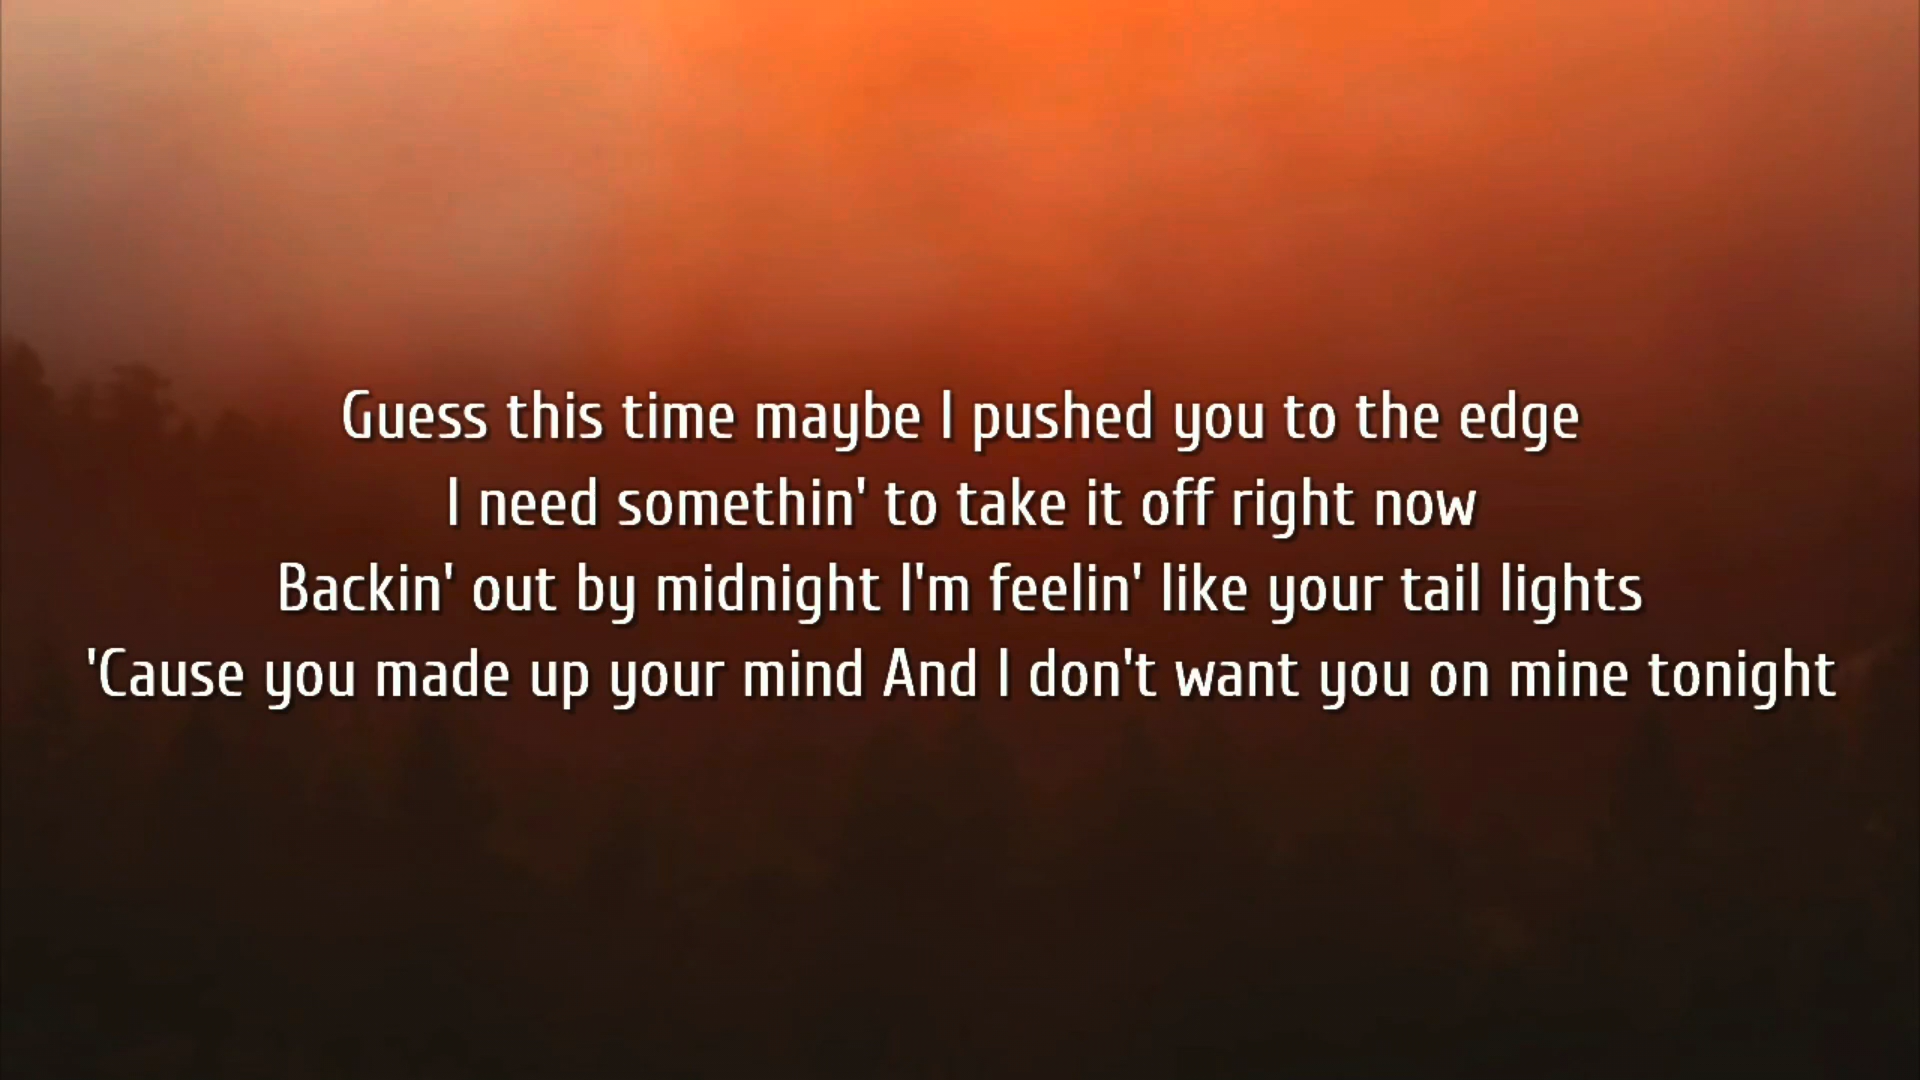 Guess this time maybe I pushed you to the edge
I need somethin' to take it off right now
Backin' out by midnight I'm feelin' like your tail lights
'Cause you made up your mind And I don't want you on mine tonight